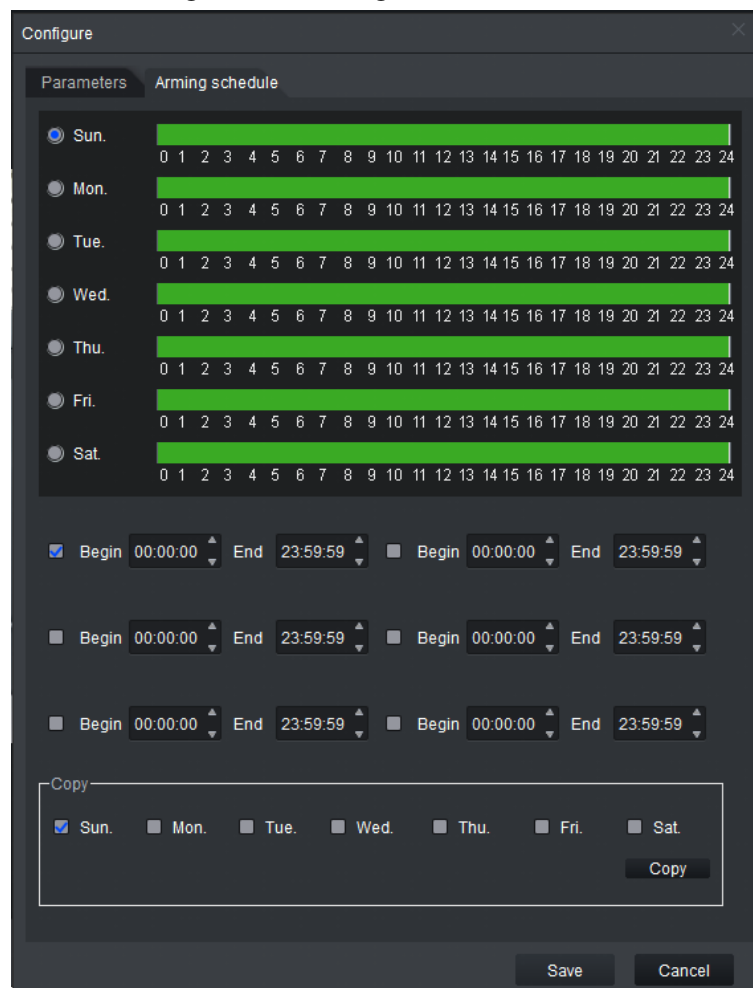 Configure
Parameters Arming schedule
Sun.
0 1 2 3 4 5 6 7 8 9 10 11 12 13 14 15 16 17 18 19 20 21 22 23 24
Mon.
0 1 2 3 4 5 6 7 8 9 10 11 12 13 14 15 16 17 18 19 20 21 22 23 24
Tue.
0 1 2 3 4 5 6 7 8 9 10 11 12 13 14 15 16 17 18 19 20 21 22 23 24
Wed.
0 1 2 3 4 5 6 7 8 9 10 11 12 13 14 15 16 17 18 19 20 21 22 23 24
Thu.
0 1 2 3 4 5 6 7 8 9 10 11 12 13 14 15 16 17 18 19 20 21 22 23 24
Fri.
0 1 2 3 4 5 6 7 8 9 10 11 12 13 14 15 16 17 18 19 20 21 22 23 24
Sat.
0 1 2 3 4 5 6 7 8 9 10 11 12 13 14 15 16 17 18 19 20 21 22 23 24
Begin 00:00:00 End 23:59:59 Begin 00:00:00 End 23:59:59
Begin 00:00:00 End 23:59:59 Begin 00:00:00 End 23:59:59
Begin 00:00:00 End 23:59:59 Begin 00:00:00 End 23:59:59
Copy
Sun. Mon. Tue. Wed. Thu. Fri. Sat.
Copy
Save Cancel